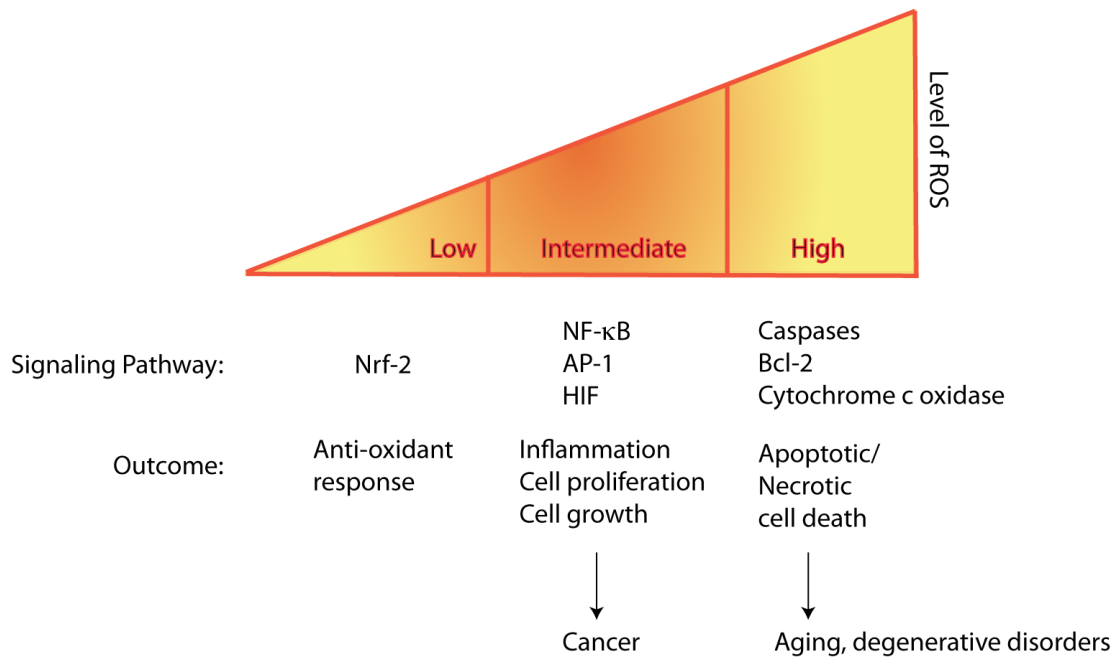 Level of ROS
Low
Intermediate
High
Signaling Pathway:
Nrf-2
NF-κB
AP-1
HIF
Caspases
Bcl-2
Cytochrome c oxidase
Outcome:
Anti-oxidant
response
Inflammation
Cell proliferation
Cell growth
Apoptotic/
Necrotic
cell death
Cancer
Aging, degenerative disorders